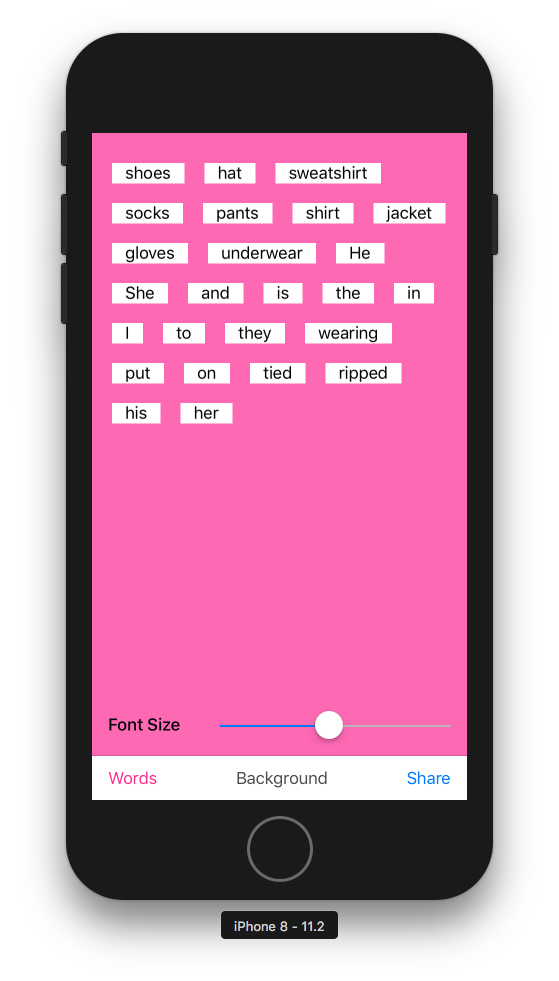 shoes hat sweatshirt
socks pants shirt jacket
gloves underwear He
She and is the in
I to they wearing
put on tied ripped
his her
Font Size
Words Background Share
iPhone 8 - 11.2